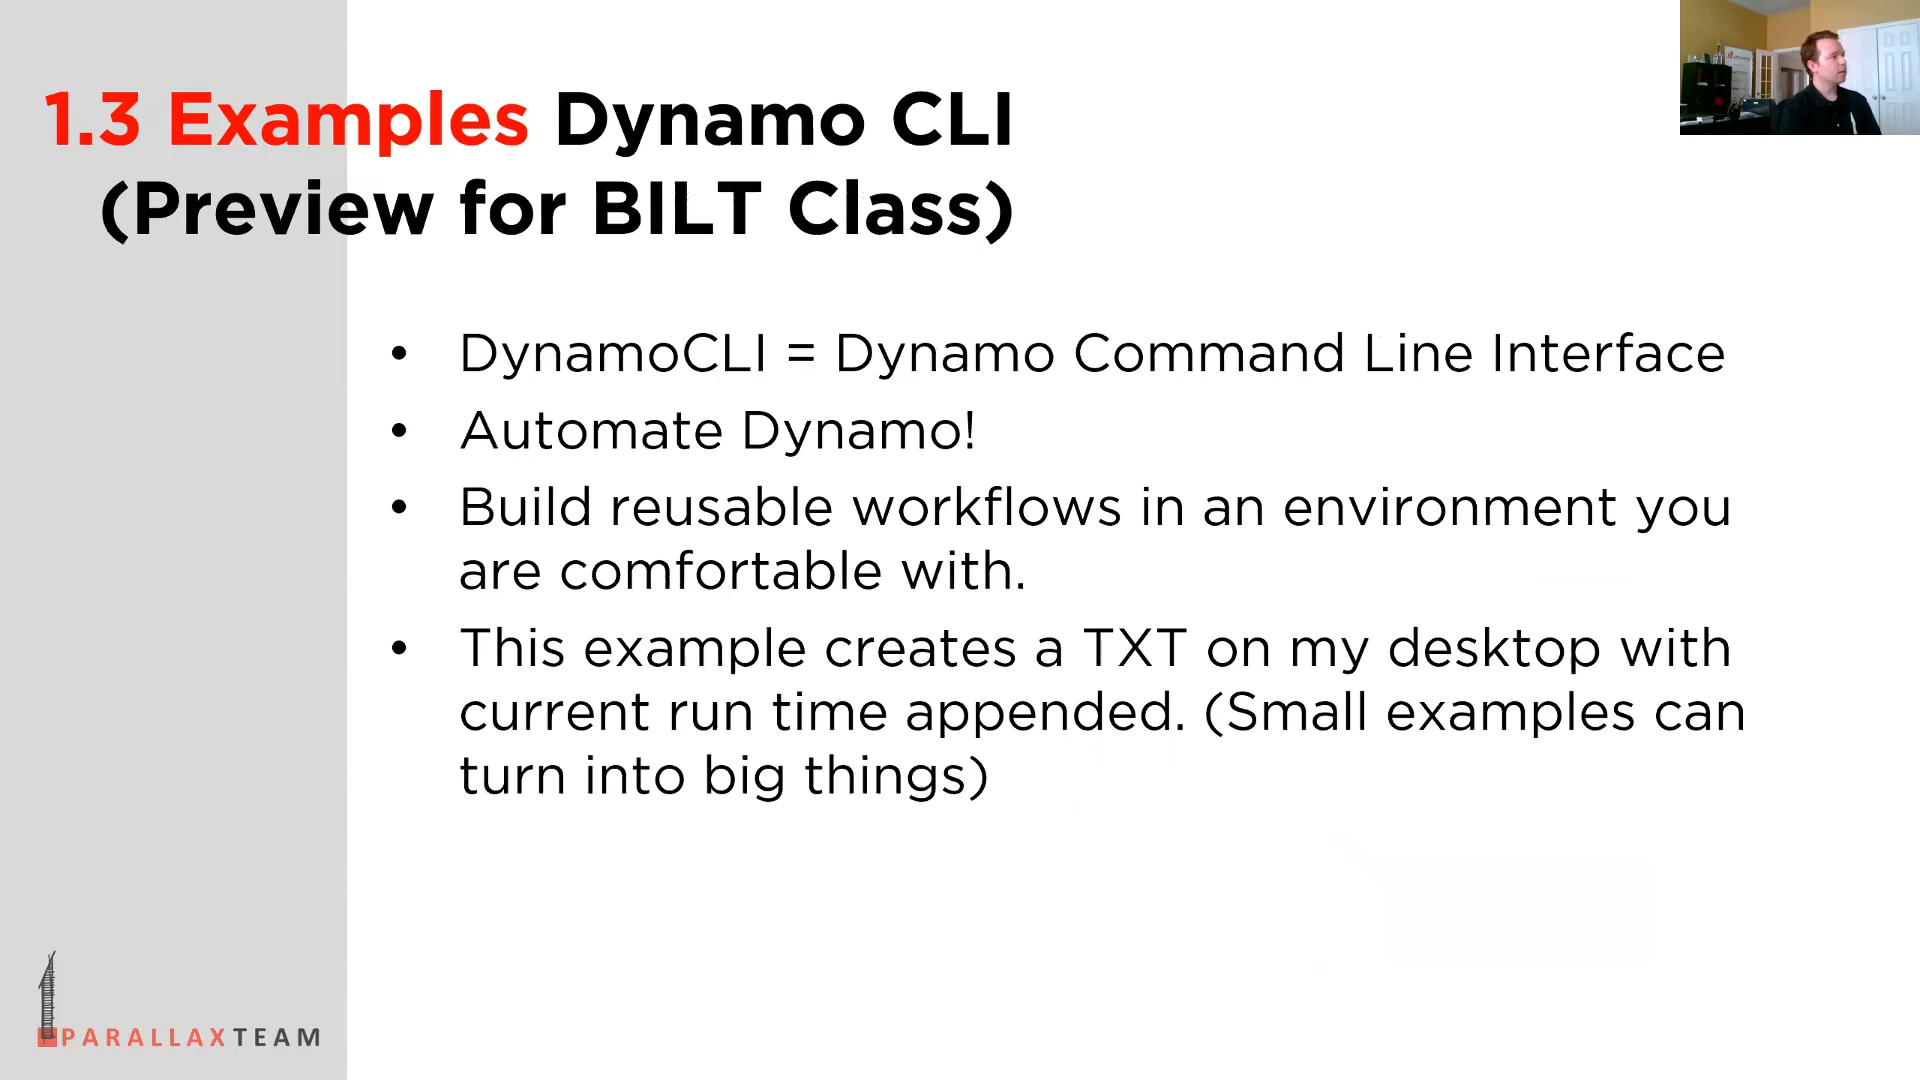 1.3 Examples Dynamo CLI
(Preview for BILT Class)
• DynamoCLI = Dynamo Command Line Interface
• Automate Dynamo!
• Build reusable workflows in an environment you
are comfortable with.
• This example creates a TXT on my desktop with
current run time appended. (Small examples can
turn into big things)
PARALLAXTEAM